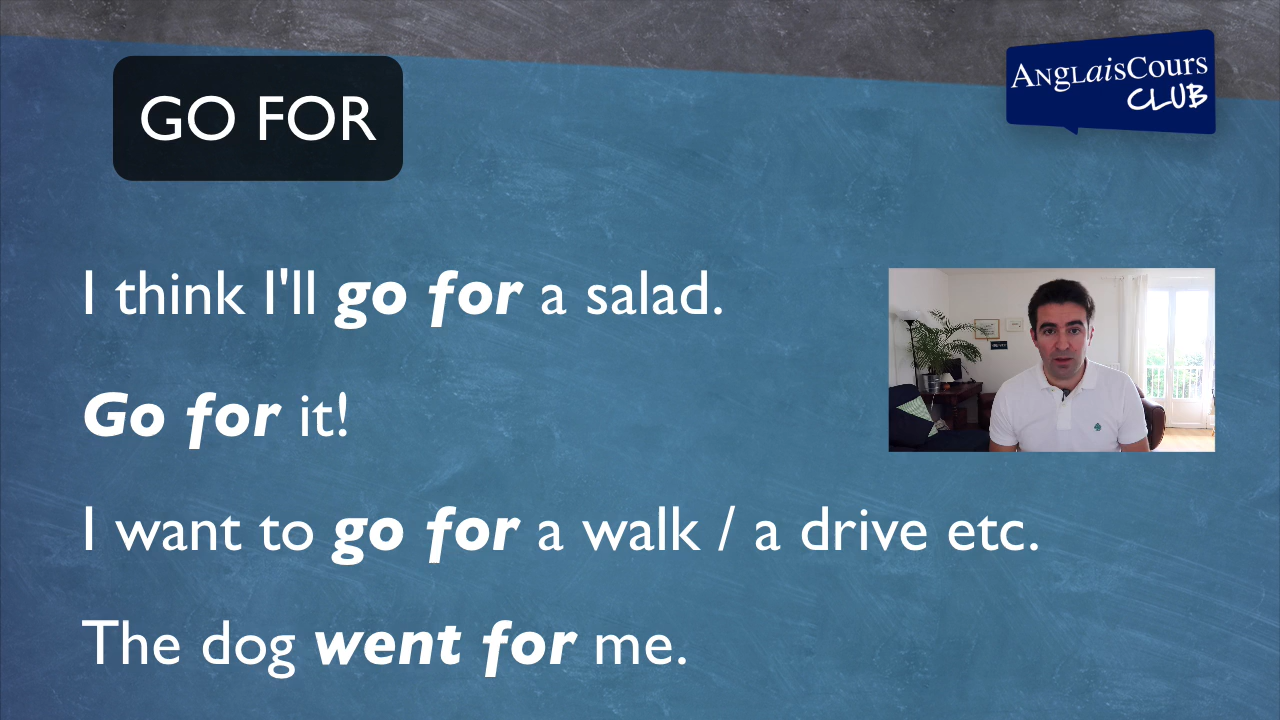 GO FOR
ANGLaisCours
CLUB
I think I'll go for a salad.
Go for it!
I want to go for a walk / a drive etc.
The dog went for me.